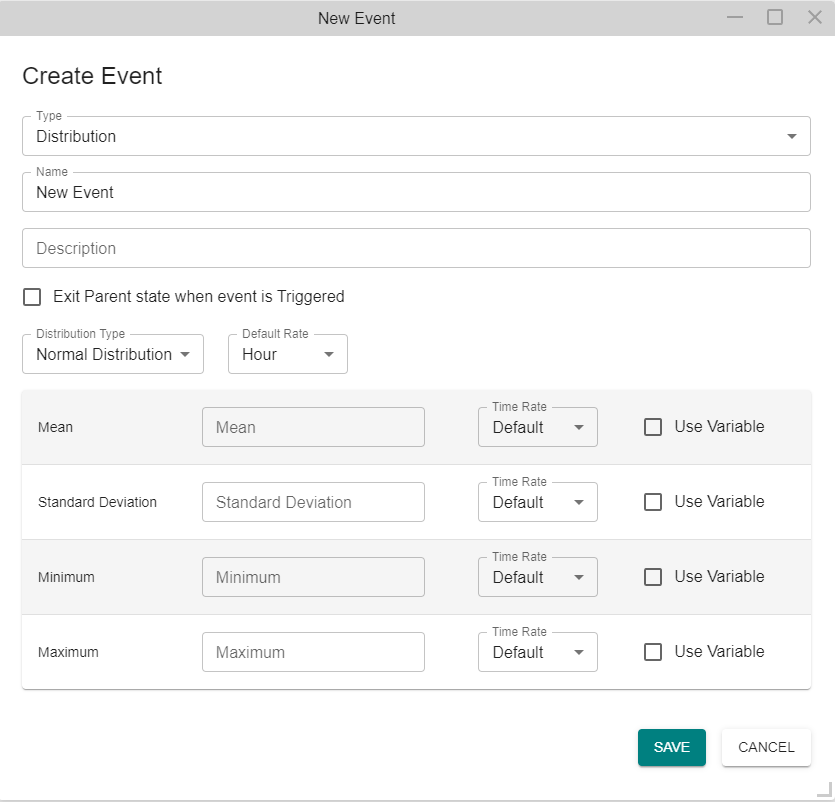 New Event
Create Event
Type
Distribution
Name
New Event
Description
Exit Parent state when event is Triggered
Distribution Type
Normal Distribution
Default Rate
Hour
Mean
Mean
Time Rate
Default
Use Variable
Standard Deviation
Standard Deviation
Time Rate
Default
Use Variable
Minimum
Minimum
Time Rate
Default
Use Variable
Maximum
Maximum
Time Rate
Default
Use Variable
SAVE
CANCEL